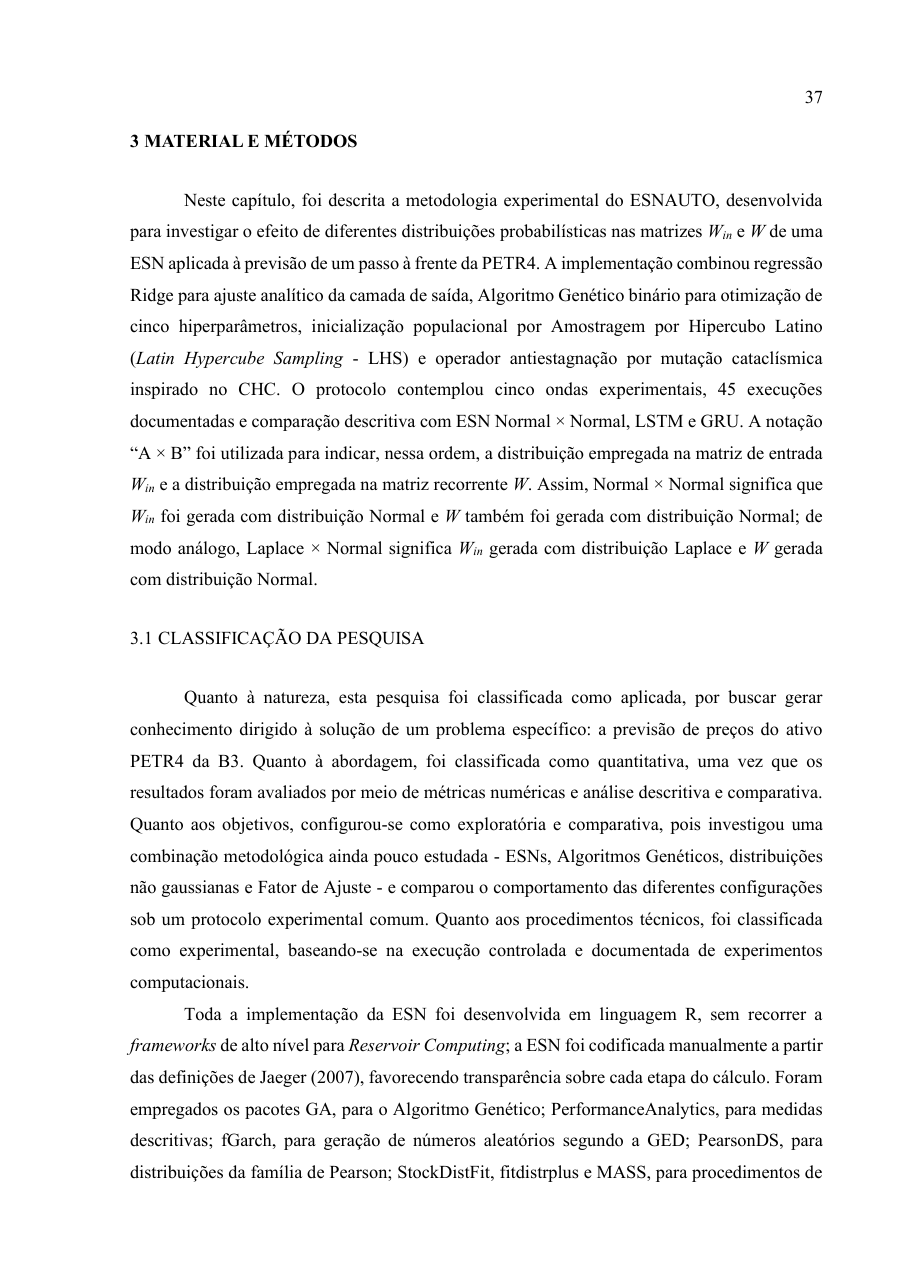 37
3 MATERIAL E MÉTODOS
Neste capítulo, foi descrita a metodologia experimental do ESNAUTO, desenvolvida
para investigar o efeito de diferentes distribuições probabilísticas nas matrizes Win e W de uma
ESN aplicada à previsão de um passo à frente da PETR4. A implementação combinou regressão
Ridge para ajuste analítico da camada de saída, Algoritmo Genético binário para otimização de
cinco hiperparâmetros, inicialização populacional por Amostragem por Hipercubo Latino
(Latin Hypercube Sampling - LHS) e operador antiestagnação por mutação cataclísmica
inspirado no CHC. O protocolo contemplou cinco ondas experimentais, 45 execuções
documentadas e comparação descritiva com ESN Normal × Normal, LSTM e GRU. A notação
“A × B” foi utilizada para indicar, nessa ordem, a distribuição empregada na matriz de entrada
Win e a distribuição empregada na matriz recorrente W. Assim, Normal × Normal significa que
Win foi gerada com distribuição Normal e W também foi gerada com distribuição Normal; de
modo análogo, Laplace × Normal significa Win gerada com distribuição Laplace e W gerada
com distribuição Normal.
3.1 CLASSIFICAÇÃO DA PESQUISA
Quanto à natureza, esta pesquisa foi classificada como aplicada, por buscar gerar
conhecimento dirigido à solução de um problema específico: a previsão de preços do ativo
PETR4 da B3. Quanto à abordagem, foi classificada como quantitativa, uma vez que os
resultados foram avaliados por meio de métricas numéricas e análise descritiva e comparativa.
Quanto aos objetivos, configurou-se como exploratória e comparativa, pois investigou uma
combinação metodológica ainda pouco estudada - ESNs, Algoritmos Genéticos, distribuições
não gaussianas e Fator de Ajuste - e comparou o comportamento das diferentes configurações
sob um protocolo experimental comum. Quanto aos procedimentos técnicos, foi classificada
como experimental, baseando-se na execução controlada e documentada de experimentos
computacionais.
Toda a implementação da ESN foi desenvolvida em linguagem R, sem recorrer a
frameworks de alto nível para Reservoir Computing; a ESN foi codificada manualmente a partir
das definições de Jaeger (2007), favorecendo transparência sobre cada etapa do cálculo. Foram
empregados os pacotes GA, para o Algoritmo Genético; PerformanceAnalytics, para medidas
descritivas; fGarch, para geração de números aleatórios segundo a GED; PearsonDS, para
distribuições da família de Pearson; StockDistFit, fitdistrplus e MASS, para procedimentos de